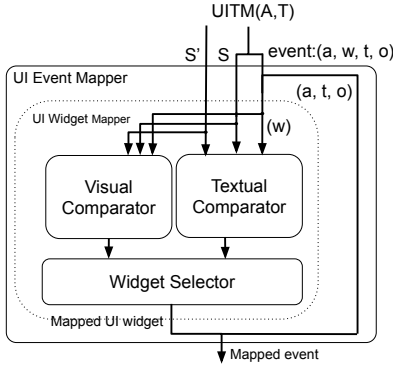 UITM(A,T)
S' S event:(a, w, t, o)
UI Event Mapper
(a, t, o)
UI Widget Mapper
(w)
Visual
Comparator
Textual
Comparator
Widget Selector
Mapped UI widget
Mapped event